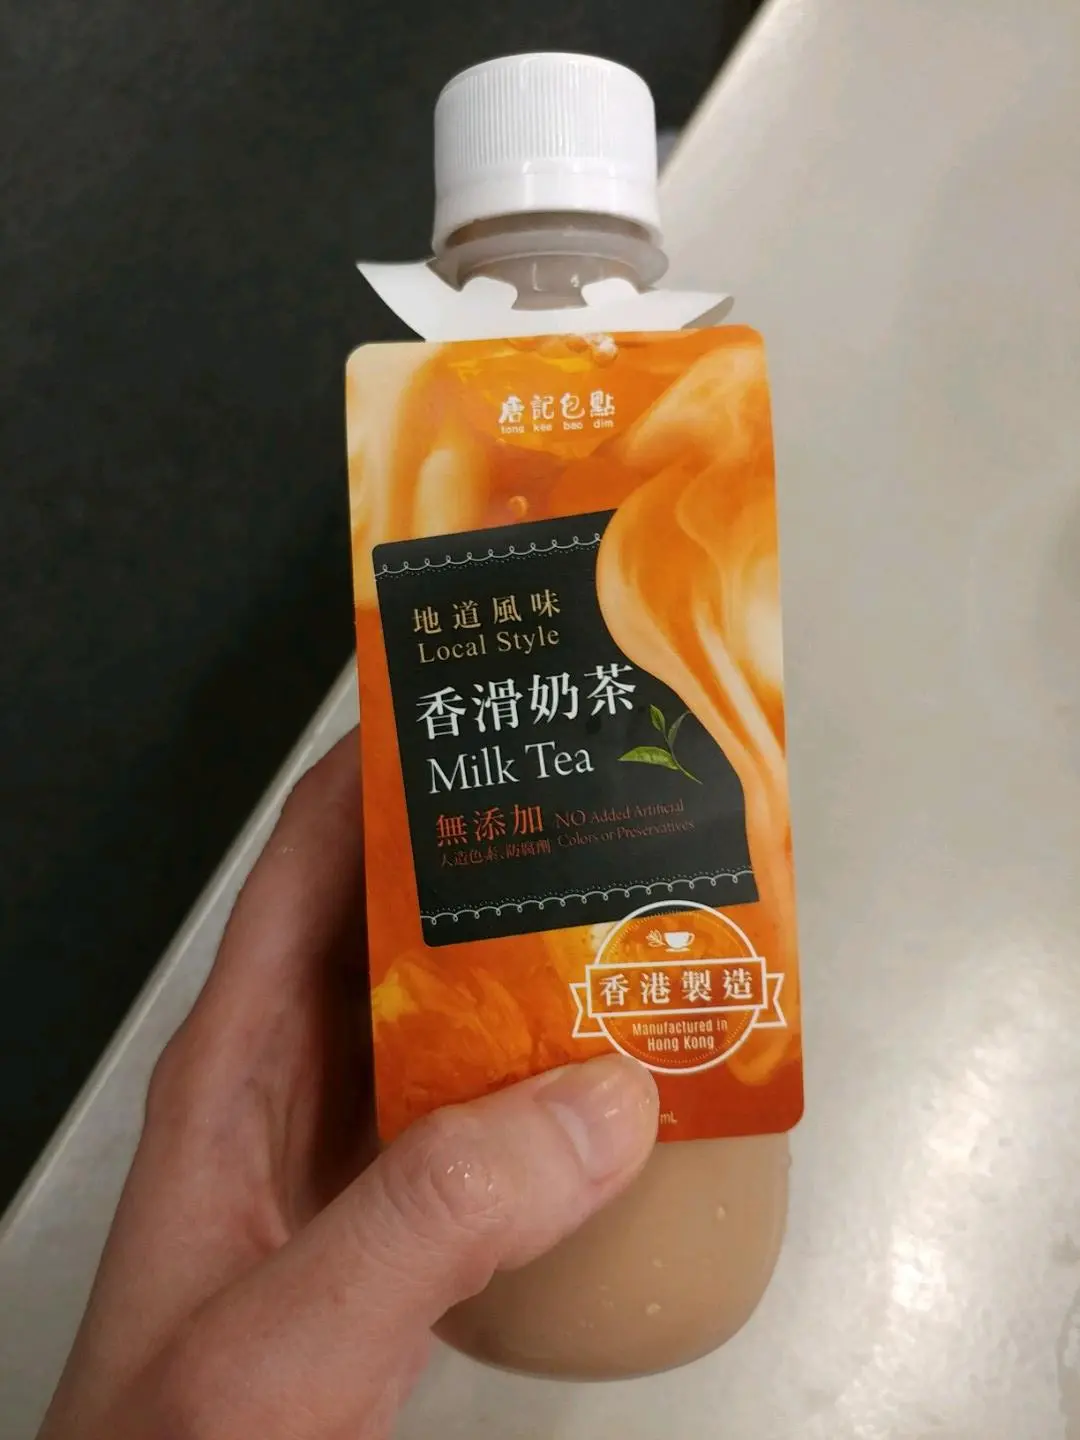 唐記包點
tong kee bao dim
地道風味
Local Style
香滑奶茶
Milk Tea
無添加 NO Added Artificial
人造色素、防腐劑 Colors or Preservatives
香港製造
Manufactured in
Hong Kong
mL